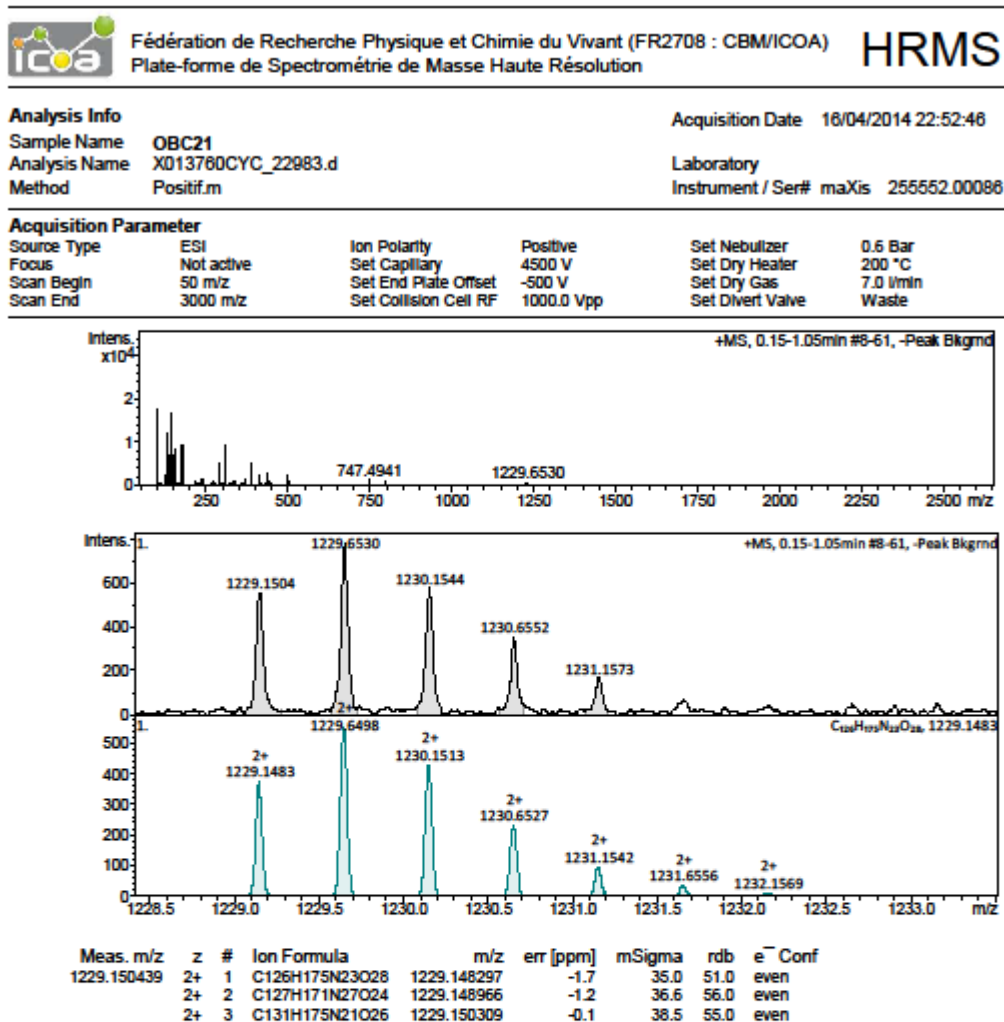 icoa
Fédération de Recherche Physique et Chimie du Vivant (FR2708 : CBM/ICOA)
Plate-forme de Spectrométrie de Masse Haute Résolution
HRMS
Analysis Info
Acquisition Date 16/04/2014 22:52:46
Sample Name OBC21
Analysis Name X013760CYC_22983.d
Laboratory
Method Positif.m
Instrument / Ser# maXis 255552.00086
Acquisition Parameter
Source Type ESI Ion Polarity Positive Set Nebulizer 0.6 Bar
Focus Not active Set Capillary 4500 V Set Dry Heater 200 °C
Scan Begin 50 m/z Set End Plate Offset -500 V Set Dry Gas 7.0 l/min
Scan End 3000 m/z Set Collision Cell RF 1000.0 Vpp Set Divert Valve Waste
Intens.
x10⁴
+MS, 0.15-1.05min #8-61, -Peak Bkgrnd
2
1
0
747.4941
1229.6530
250 500 750 1000 1250 1500 1750 2000 2250 2500 m/z
Intens.
1.
1229.6530
+MS, 0.15-1.05min #8-61, -Peak Bkgrnd
600
1229.1504
1230.1544
400
1230.6552
200
1231.1573
0
2+
1.
1229.6498
C₁₂₆H₁₇₅N₂₃O₂₈, 1229.1483
500
2+
1230.1513
2+
1229.1483
400
300
2+
1230.6527
200
2+
1231.1542
100
2+
1231.6556
2+
1232.1569
0
1228.5 1229.0 1229.5 1230.0 1230.5 1231.0 1231.5 1232.0 1232.5 1233.0 m/z
Meas. m/z z # Ion Formula m/z err [ppm] mSigma rdb e⁻ Conf
1229.150439 2+ 1 C126H175N23O28 1229.148297 -1.7 35.0 51.0 even
2+ 2 C127H171N27O24 1229.148966 -1.2 36.6 56.0 even
2+ 3 C131H175N21O26 1229.150309 -0.1 38.5 55.0 even